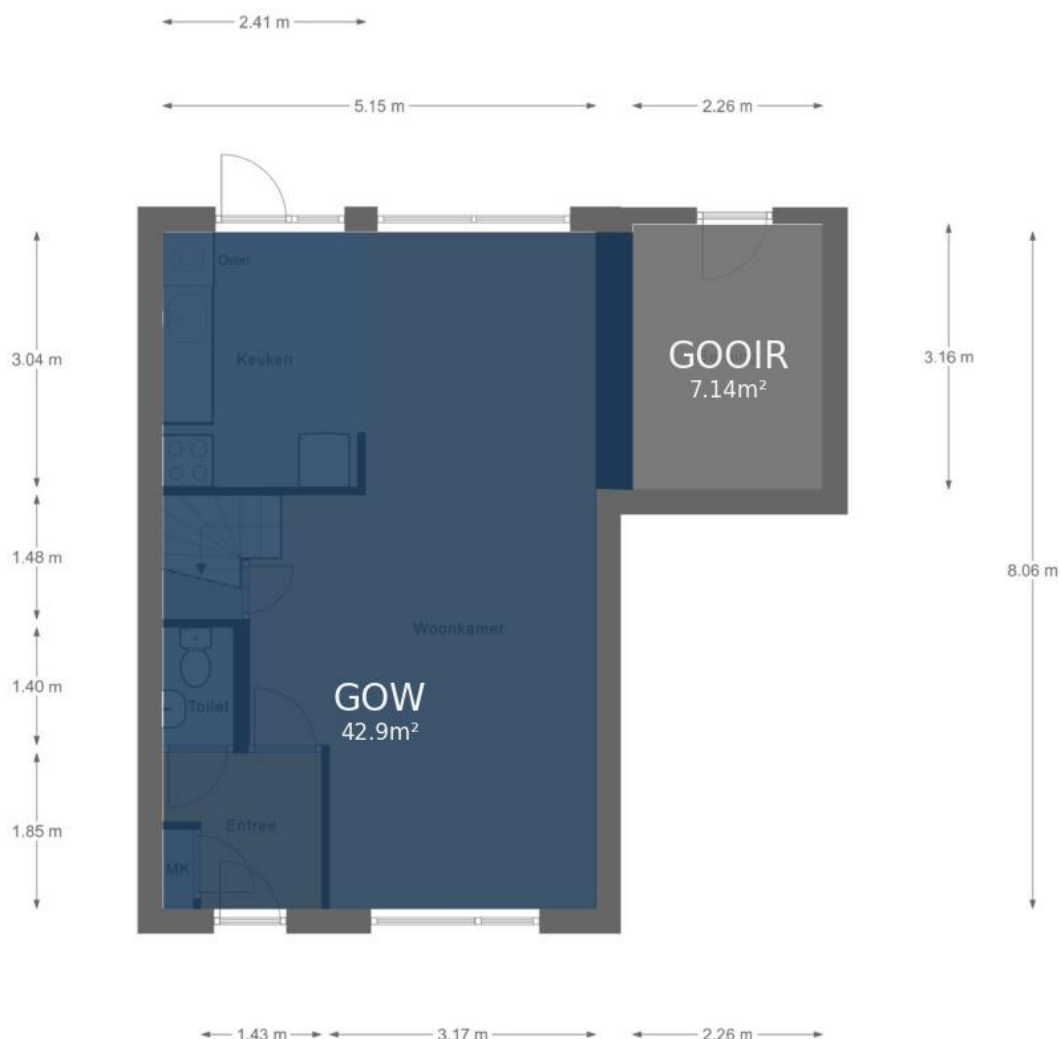 2.41 m
5.15 m
2.26 m
Oven
Keuken
3.04 m
GOOIR
7.14m²
3.16 m
1.48 m
8.06 m
Woonkamer
1.40 m
Toilet
GOW
42.9m²
1.85 m
Entree
MK
1.43 m
3.17 m
2.26 m